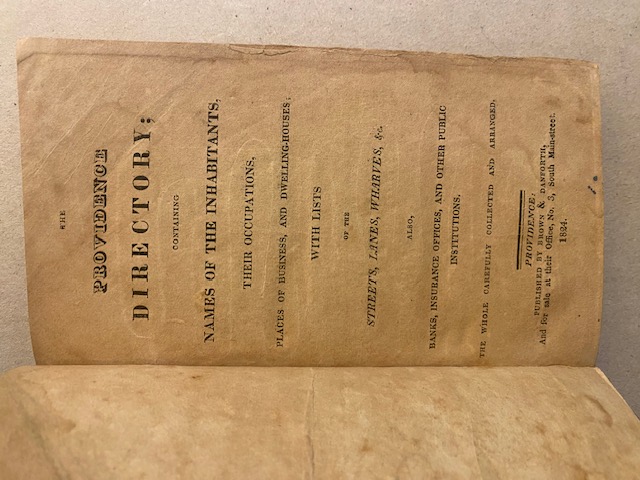 THE
PROVIDENCE
DIRECTORY;
CONTAINING
NAMES OF THE INHABITANTS,
THEIR OCCUPATIONS,
PLACES OF BUSINESS, AND DWELLING-HOUSES;
WITH LISTS
OF THE
STREETS, LANES, WHARVES, &c.
ALSO,
BANKS, INSURANCE OFFICES, AND OTHER PUBLIC
INSTITUTIONS.
THE WHOLE CAREFULLY COLLECTED AND ARRANGED.
PROVIDENCE:
PUBLISHED BY BROWN & DANFORTH,
And for sale at their Office, No. 3, South Main-street.
1824.